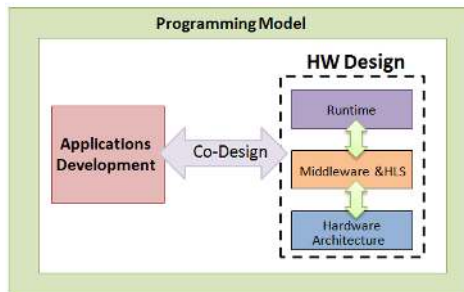 Programming Model
HW Design
Runtime
Applications
Development
Co-Design
Middleware &HLS
Hardware
Architecture